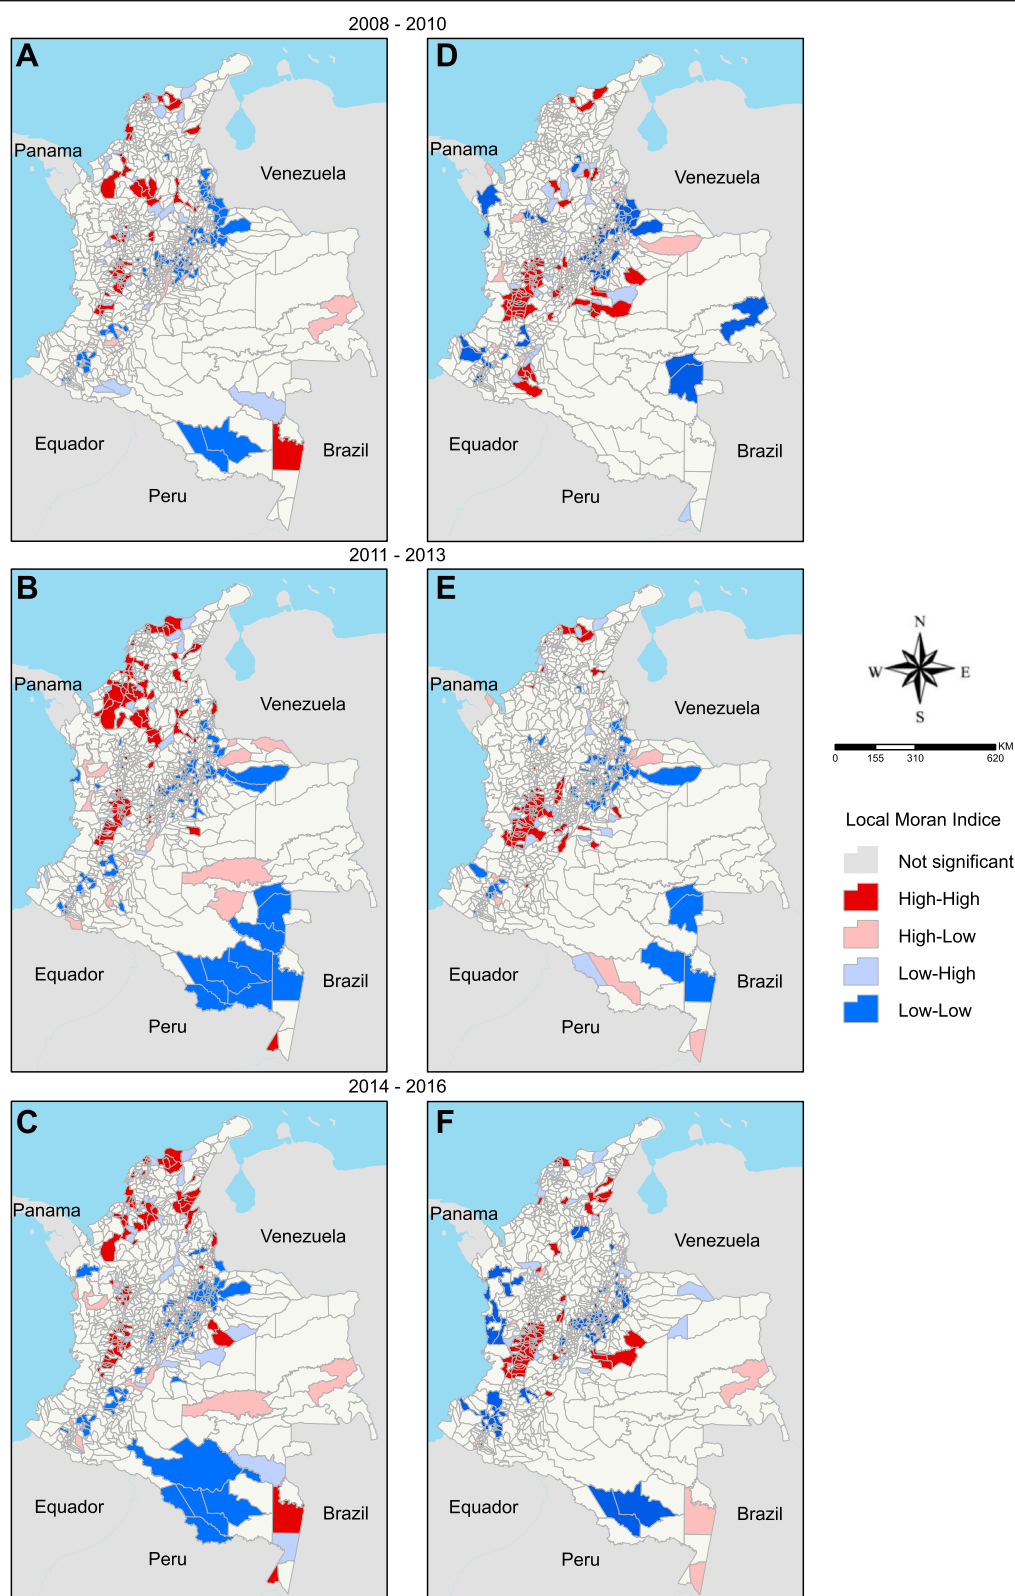 2008 - 2010
A
Panama
Venezuela
Equador
Brazil
Peru
D
Panama
Venezuela
Equador
Brazil
Peru
2011 - 2013
B
Panama
Venezuela
Equador
Brazil
Peru
E
Panama
Venezuela
Equador
Brazil
Peru
N
W E
S
KM
0 155 310 620
Local Moran Indice
Not significant
High-High
High-Low
Low-High
Low-Low
2014 - 2016
C
Panama
Venezuela
Equador
Brazil
Peru
F
Panama
Venezuela
Equador
Brazil
Peru